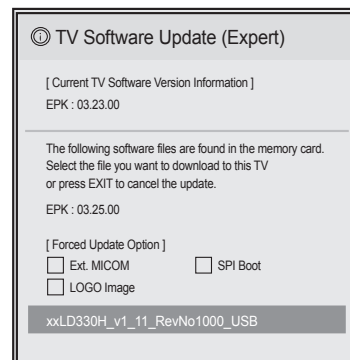 TV Software Update (Expert)
[ Current TV Software Version Information ]
EPK : 03.23.00
The following software files are found in the memory card.
Select the file you want to download to this TV
or press EXIT to cancel the update.
EPK : 03.25.00
[ Forced Update Option ]
Ext. MICOM SPI Boot
LOGO Image
xxLD330H_v1_11_RevNo1000_USB